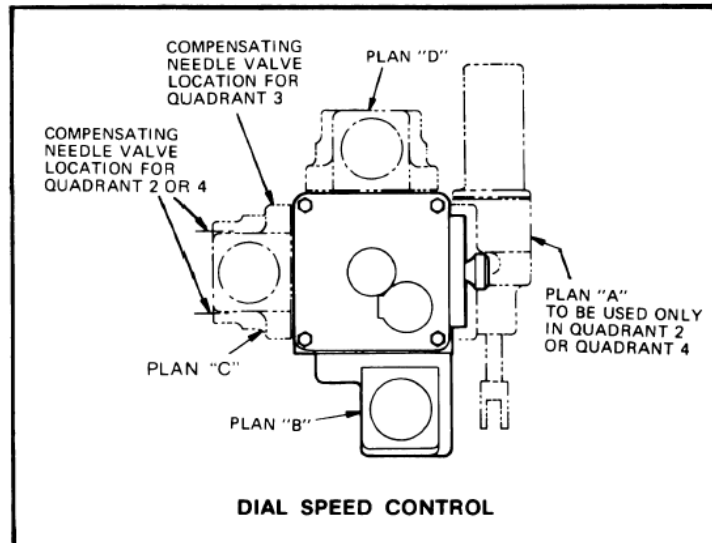 COMPENSATING
NEEDLE VALVE
LOCATION FOR
QUADRANT 3
PLAN "D"
COMPENSATING
NEEDLE VALVE
LOCATION FOR
QUADRANT 2 OR 4
PLAN "A"
TO BE USED ONLY
IN QUADRANT 2
OR QUADRANT 4
PLAN "C"
PLAN "B"
DIAL SPEED CONTROL